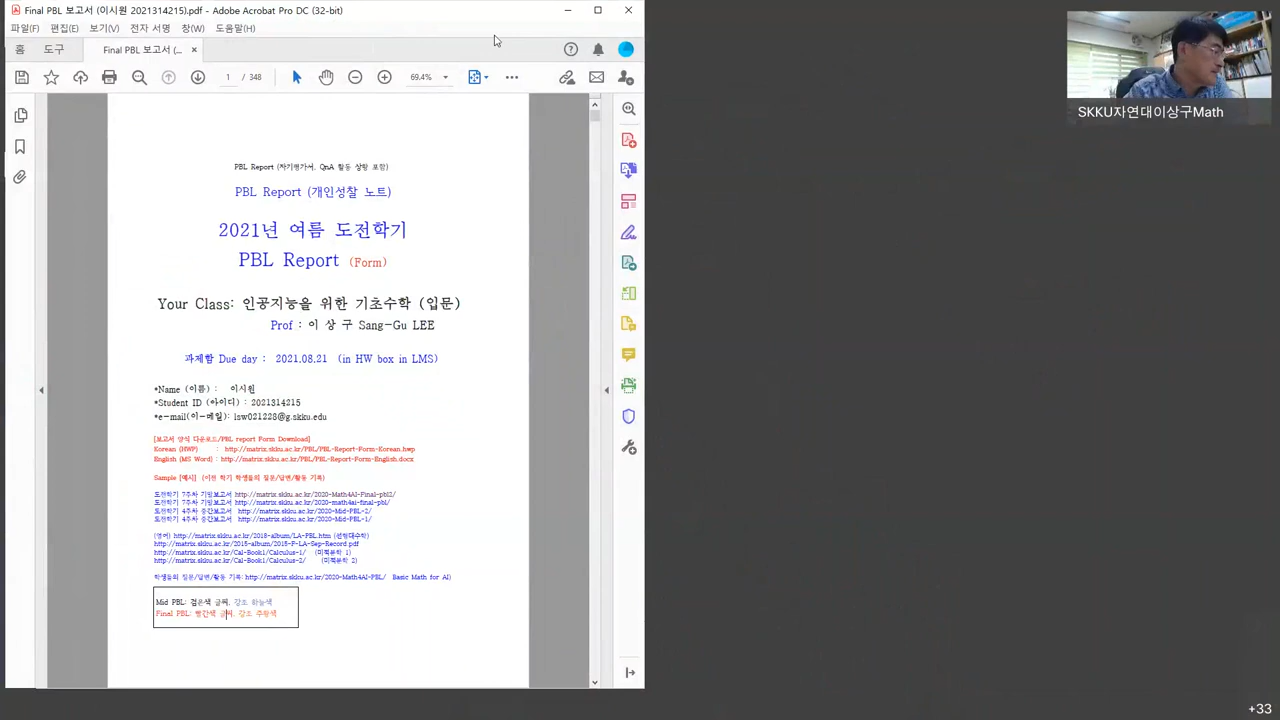 Final PBL 보고서 (이시원 2021314215).pdf - Adobe Acrobat Pro DC (32-bit)
파일(F) 편집(E) 보기(V) 전자 서명 창(W) 도움말(H)
홈 도구 Final PBL 보고서 (... ×
1 / 348 69.4%
SKKU자연대이상구Math
PBL Report (자기평가서, QnA 활동 상황 포함)
PBL Report (개인성찰 노트)
2021년 여름 도전학기
PBL Report (Form)
Your Class: 인공지능을 위한 기초수학 (입문)
Prof : 이 상 구 Sang-Gu LEE
과제함 Due day : 2021.08.21 (in HW box in LMS)
*Name (이름) : 이시원
*Student ID (아이디) : 2021314215
*e-mail(이-메일): lsw021228@g.skku.edu
[보고서 양식 다운로드/PBL report Form Download]
Korean (HWP) : http://matrix.skku.ac.kr/PBL/PBL-Report-Form-Korean.hwp
English (MS Word) : http://matrix.skku.ac.kr/PBL/PBL-Report-Form-English.docx
Sample [예시] (이전 학기 학생들의 질문/답변/활동 기록)
도전학기 7주차 기말보고서 http://matrix.skku.ac.kr/2020-Math4AI-Final-pbl2/
도전학기 7주차 기말보고서 http://matrix.skku.ac.kr/2020-math4ai-final-pbl/
도전학기 4주차 중간보고서 http://matrix.skku.ac.kr/2020-Mid-PBL-2/
도전학기 4주차 중간보고서 http://matrix.skku.ac.kr/2020-Mid-PBL-1/
(영어) http://matrix.skku.ac.kr/2018-album/LA-PBL.htm (선형대수학)
http://matrix.skku.ac.kr/2015-album/2015-F-LA-Sep-Record.pdf
http://matrix.skku.ac.kr/Cal-Book1/Calculus-1/ (미적분학 1)
http://matrix.skku.ac.kr/Cal-Book1/Calculus-2/ (미적분학 2)
학생들의 질문/답변/활동 기록: http://matrix.skku.ac.kr/2020-Math4AI-PBL/ Basic Math for AI)
Mid PBL: 검은색 글씨, 강조 하늘색
Final PBL: 빨간색 글씨, 강조 주황색
+33